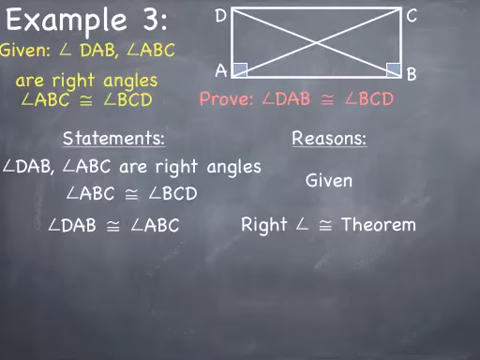 Example 3:
Given: ∠ DAB, ∠ABC
are right angles
∠ABC ≅ ∠BCD
D
C
A
B
Prove: ∠DAB ≅ ∠BCD
Statements:
Reasons:
∠DAB, ∠ABC are right angles
∠ABC ≅ ∠BCD
Given
∠DAB ≅ ∠ABC
Right ∠ ≅ Theorem